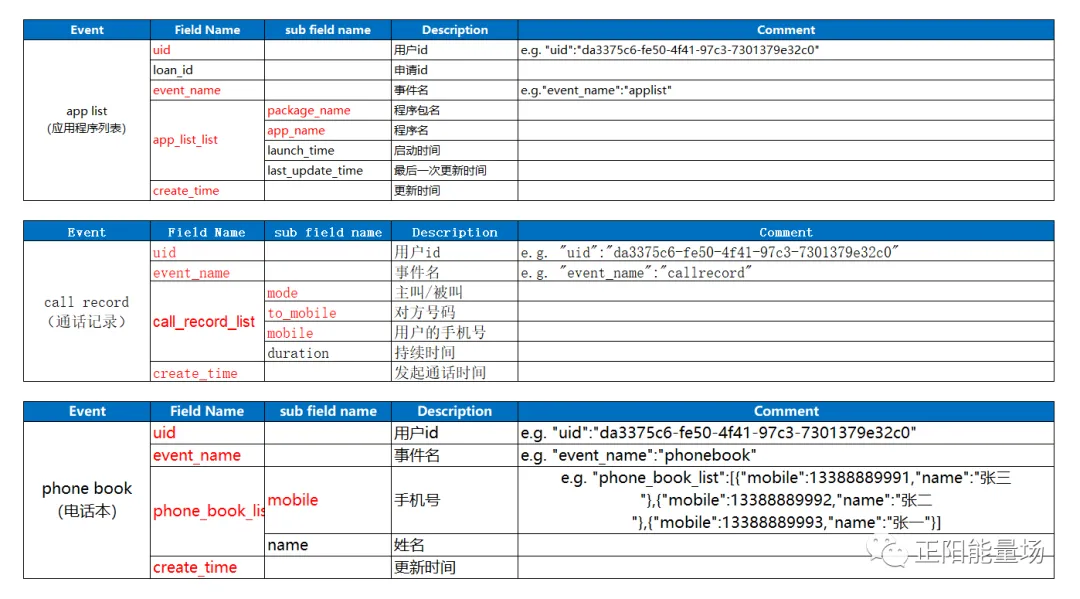 Event Field Name sub field name Description Comment
uid 用户id e.g. "uid":"da3375c6-fe50-4f41-97c3-7301379e32c0"
loan_id 申请id
event_name 事件名 e.g."event_name":"applist"
app list
(应用程序列表)
app_list_list
package_name 程序包名
app_name 程序名
launch_time 启动时间
last_update_time 最后一次更新时间
create_time 更新时间
Event Field Name sub field name Description Comment
uid 用户id e.g. "uid":"da3375c6-fe50-4f41-97c3-7301379e32c0"
event_name 事件名 e.g. "event_name":"callrecord"
call record
（通话记录）
call_record_list
mode 主叫/被叫
to_mobile 对方号码
mobile 用户的手机号
duration 持续时间
create_time 发起通话时间
Event Field Name sub field name Description Comment
uid 用户id e.g. "uid":"da3375c6-fe50-4f41-97c3-7301379e32c0"
event_name 事件名 e.g. "event_name":"phonebook"
phone book
(电话本)
phone_book_lis
mobile 手机号
e.g. "phone_book_list":[{"mobile":13388889991,"name":"张三
"},{"mobile":13388889992,"name":"张二
"},{"mobile":13388889993,"name":"张一"}]
name 姓名
create_time 更新时间
正阳能量场